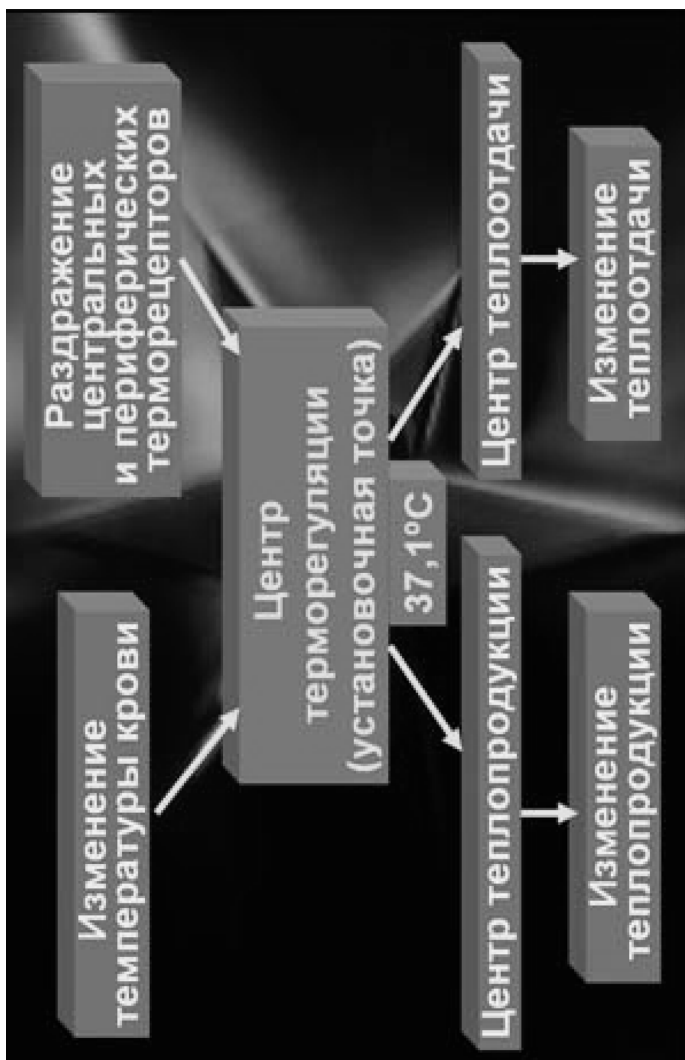 Изменение
температуры крови
Раздражение
центральных
и периферических
терморецепторов
Центр
терморегуляции
(установочная точка)
37,1ºС
Центр теплопродукции
Центр теплоотдачи
Изменение
теплопродукции
Изменение
теплоотдачи